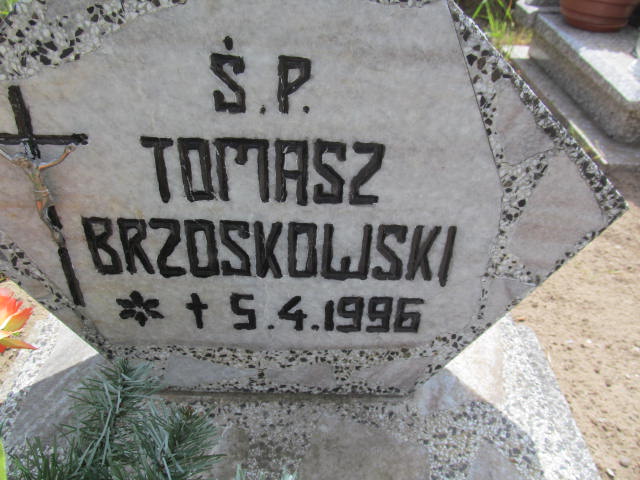 Ś.P.
TOMASZ
BRZOSKOWSKI
* † 5.4.1996